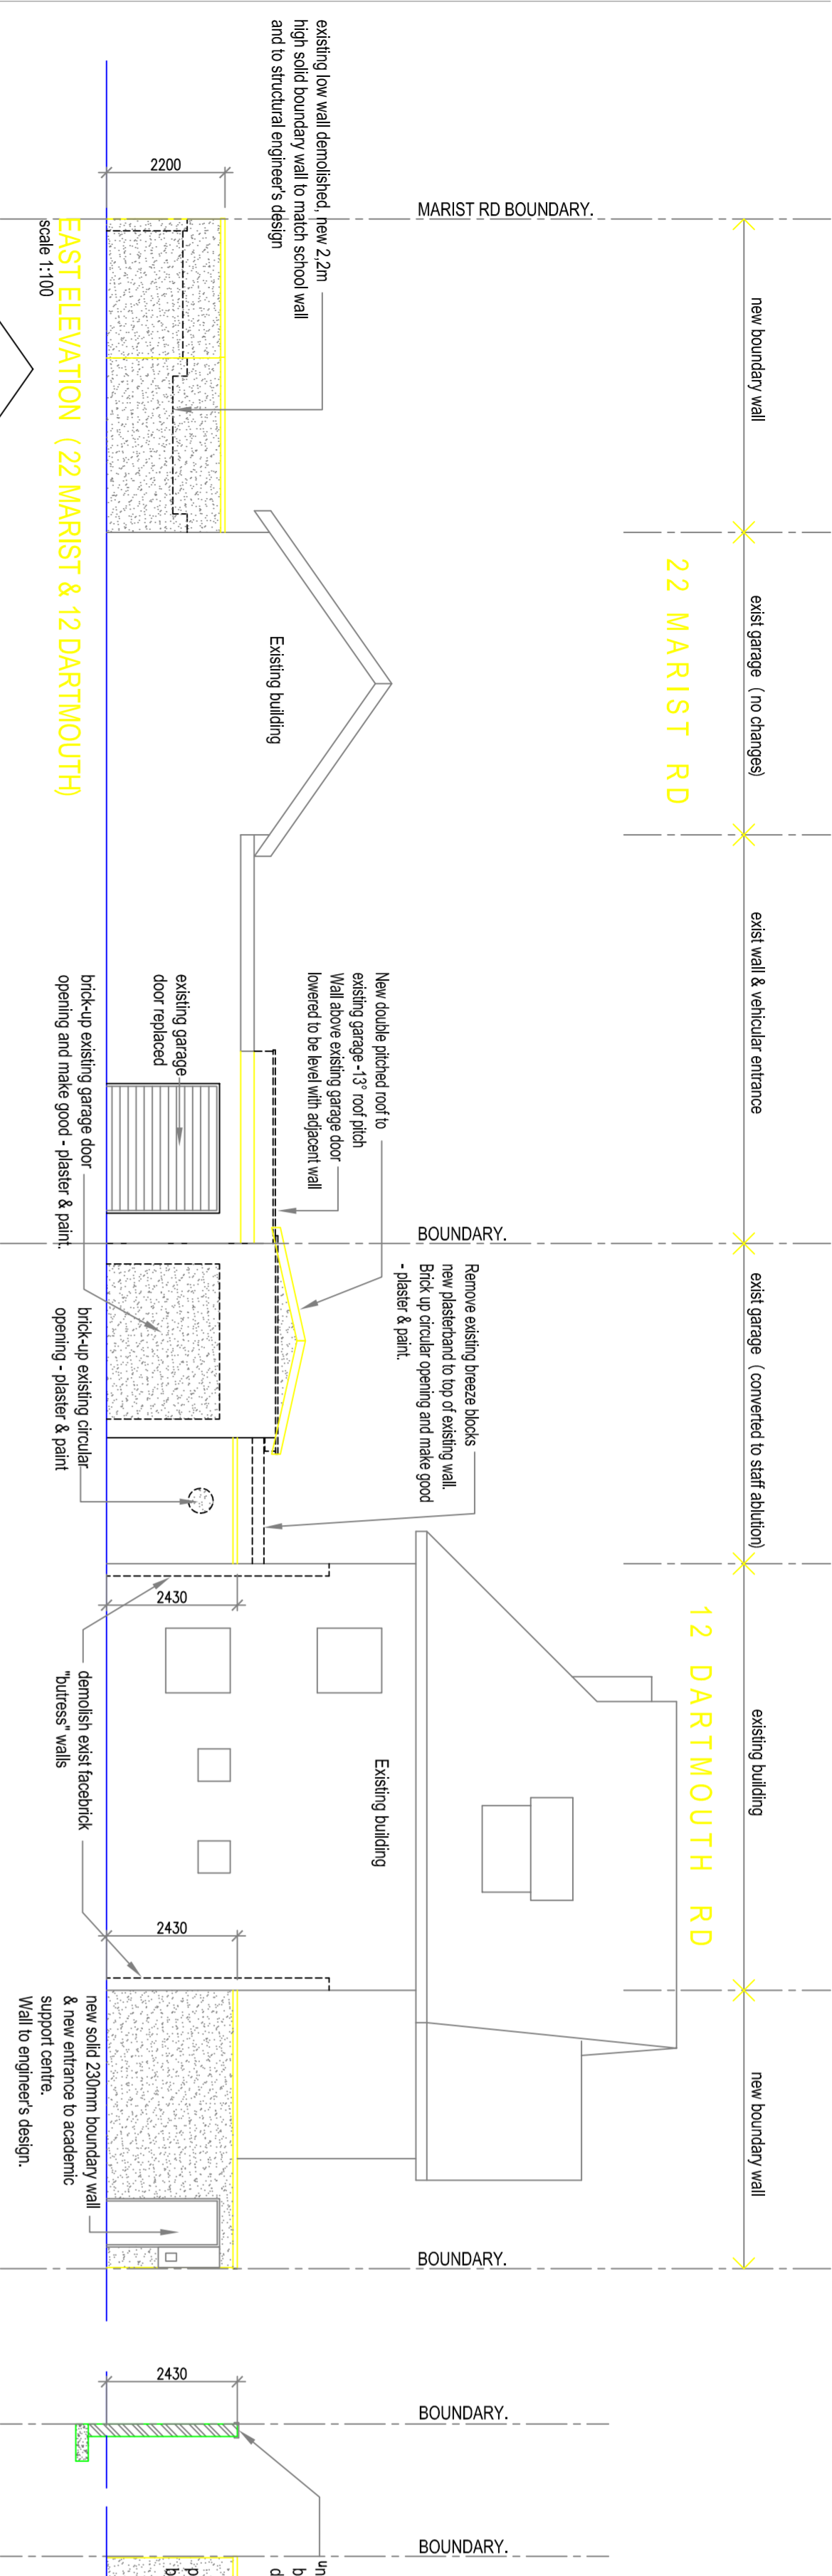 new boundary wall
exist garage ( no changes)
exist wall & vehicular entrance
exist garage ( converted to staff ablution)
existing building
new boundary wall
22 MARIST RD
12 DARTMOUTH RD
MARIST RD BOUNDARY.
BOUNDARY.
BOUNDARY.
BOUNDARY.
BOUNDARY.
existing low wall demolished, new 2,2m
high solid boundary wall to match school wall
and to structural engineer's design
2200
Existing building
New double pitched roof to
existing garage -13° roof pitch
Wall above existing garage door
lowered to be level with adjacent wall
Remove existing breeze blocks
new plasterband to top of existing wall.
Brick up circular opening and make good
- plaster & paint.
existing garage
door replaced
brick-up existing garage door
opening and make good - plaster & paint.
brick-up existing circular
opening - plaster & paint
2430
demolish exist facebrick
"butress" walls
Existing building
2430
new solid 230mm boundary wall
& new entrance to academic
support centre.
Wall to engineer's design.
2430
EAST ELEVATION ( 22 MARIST & 12 DARTMOUTH)
scale 1:100